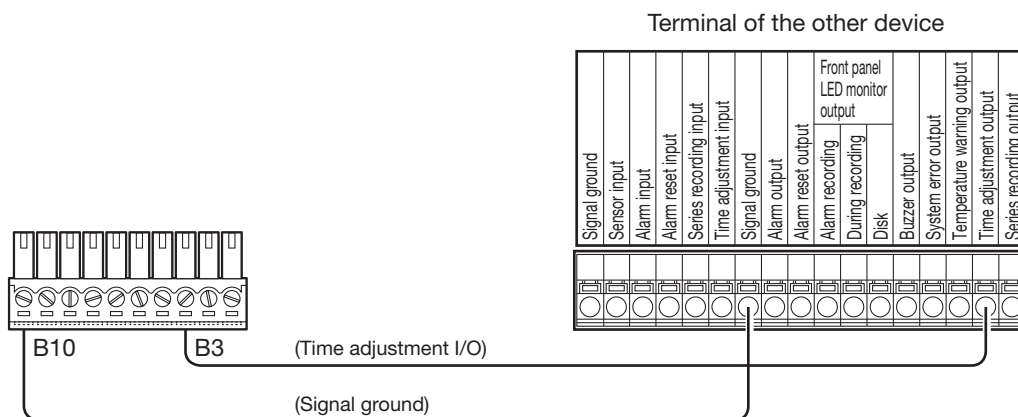 Terminal of the other device
Signal ground
Sensor input
Alarm input
Alarm reset input
Series recording input
Time adjustment input
Signal ground
Alarm output
Alarm reset output
Front panel
LED monitor
output
Alarm recording
During recording
Disk
Buzzer output
System error output
Temperature warning output
Time adjustment output
Series recording output
B10
B3
(Time adjustment I/O)
(Signal ground)